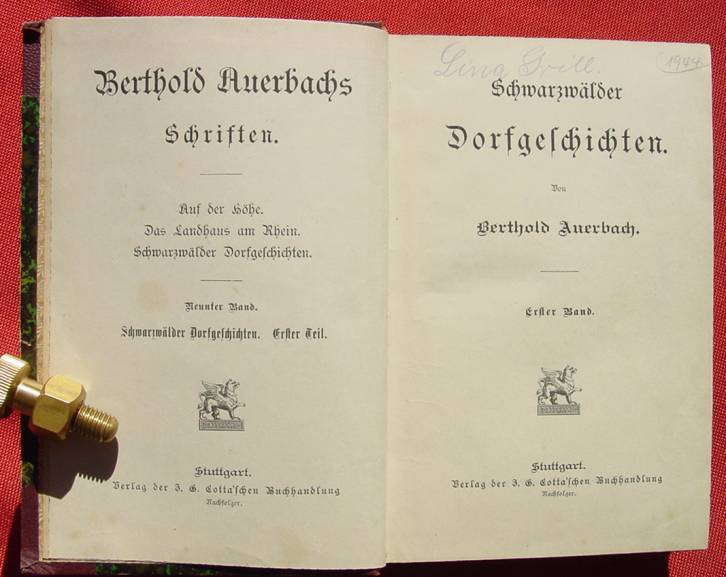 Berthold Auerbachs
Schriften.
Auf der Höhe.
Das Landhaus am Rhein.
Schwarzwälder Dorfgeschichten.
Neunter Band.
Schwarzwälder Dorfgeschichten. Erster Teil.
Stuttgart.
Verlag der J. G. Cotta'schen Buchhandlung
Nachfolger.
Lina
1944
Schwarzwälder
Dorfgeschichten.
Von
Berthold Auerbach.
Erster Band.
Stuttgart.
Verlag der J. G. Cotta'schen Buchhandlung
Nachfolger.